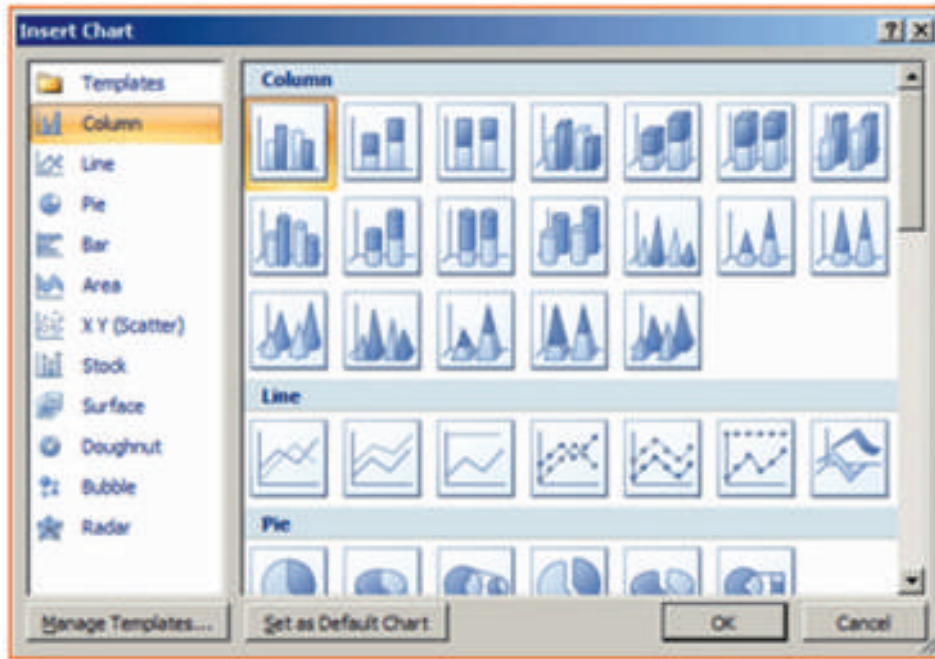 Insert Chart
Templates
Column
Line
Pie
Bar
Area
X Y (Scatter)
Stock
Surface
Doughnut
Bubble
Radar
Column
Line
Pie
Manage Templates...
Set as Default Chart
OK
Cancel